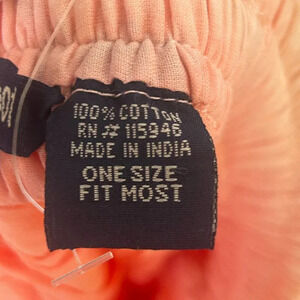 100% COTTON
RN # 115946
MADE IN INDIA
ONE SIZE
FIT MOST